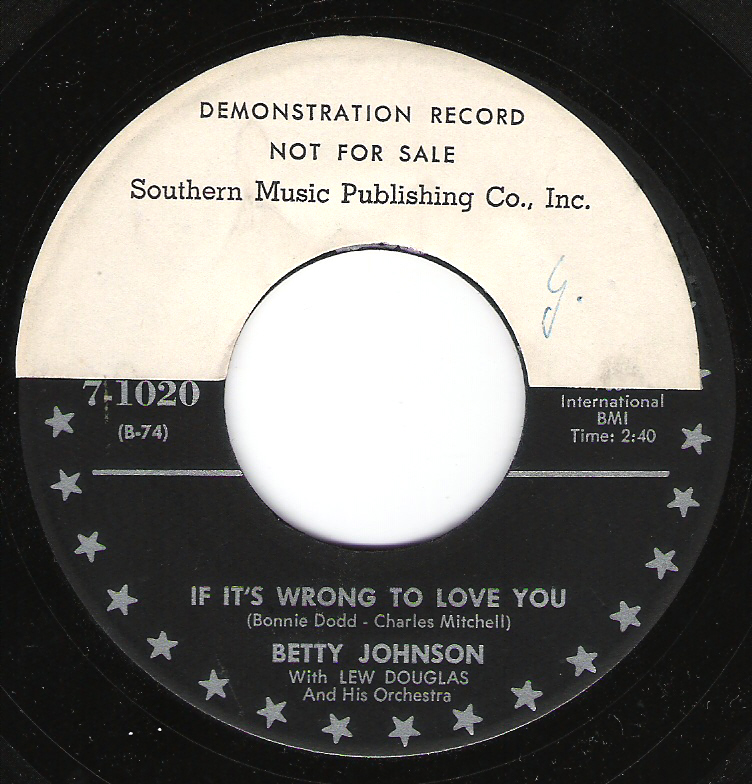 DEMONSTRATION RECORD
NOT FOR SALE
Southern Music Publishing Co., Inc.
y.
7-1020
(B-74)
International
BMI
Time: 2:40
IF IT'S WRONG TO LOVE YOU
(Bonnie Dodd - Charles Mitchell)
BETTY JOHNSON
With LEW DOUGLAS
And His Orchestra